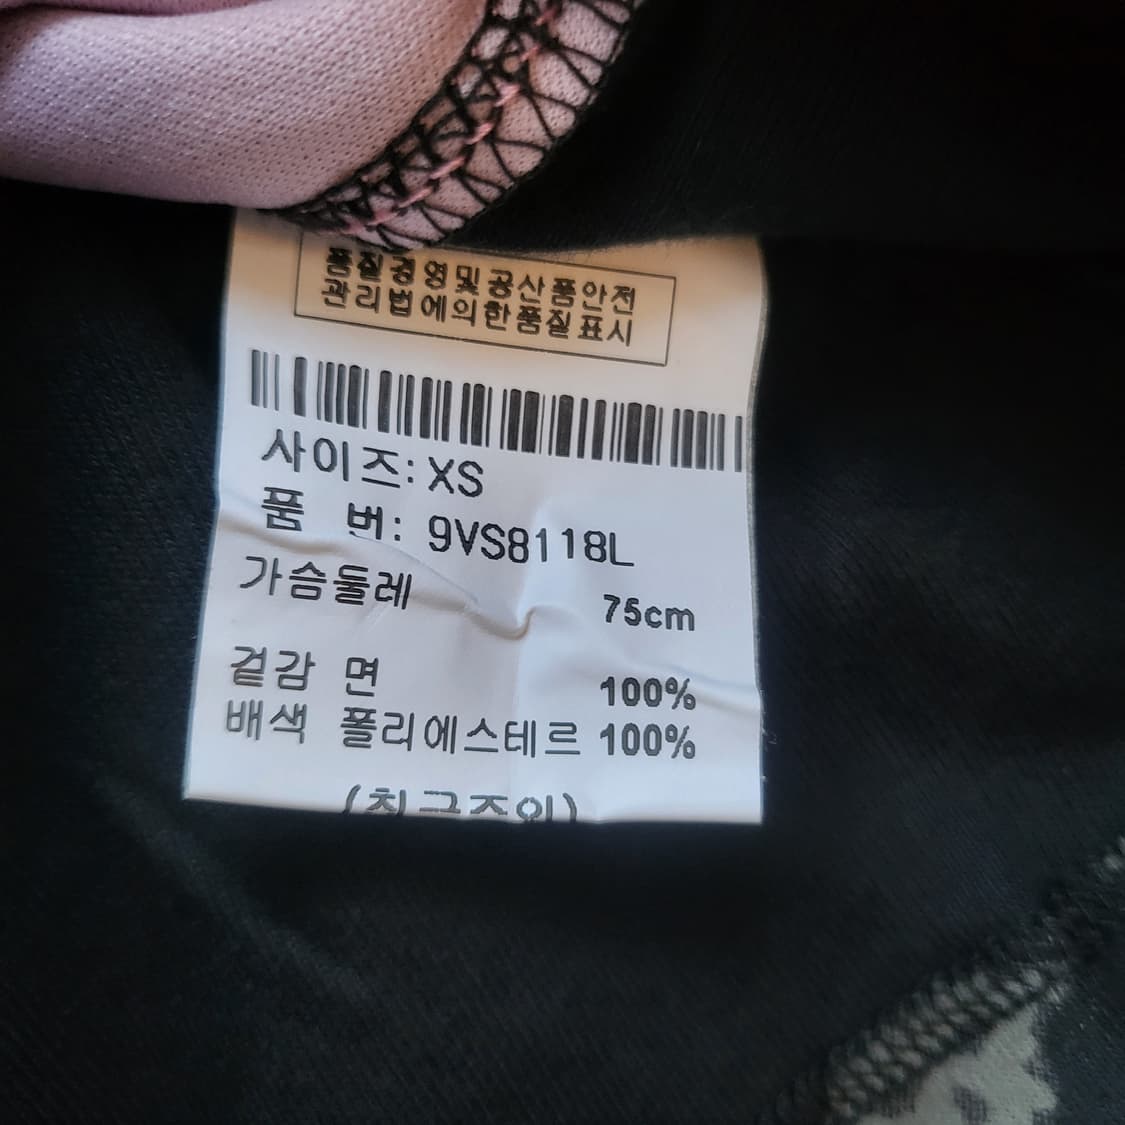 품질경영및공산품안전
관리법에의한품질표시
사이즈: XS
품 번: 9VS8118L
가슴둘레 75cm
겉감 면 100%
배색 폴리에스테르 100%